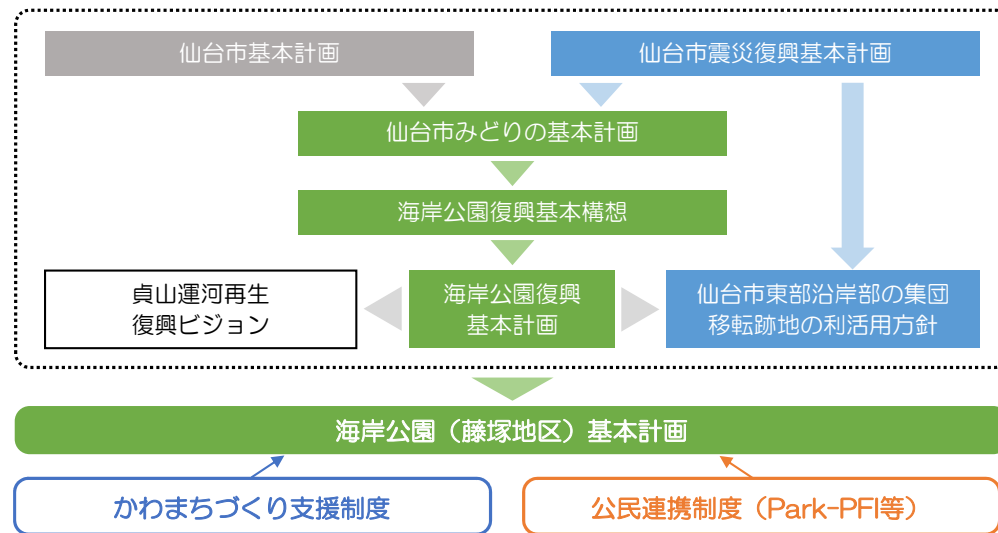 仙台市基本計画
仙台市震災復興基本計画
仙台市みどりの基本計画
海岸公園復興基本構想
貞山運河再生
復興ビジョン
海岸公園復興
基本計画
仙台市東部沿岸部の集団
移転跡地の利活用方針
海岸公園（藤塚地区）基本計画
かわまちづくり支援制度
公民連携制度（Park-PFI等）